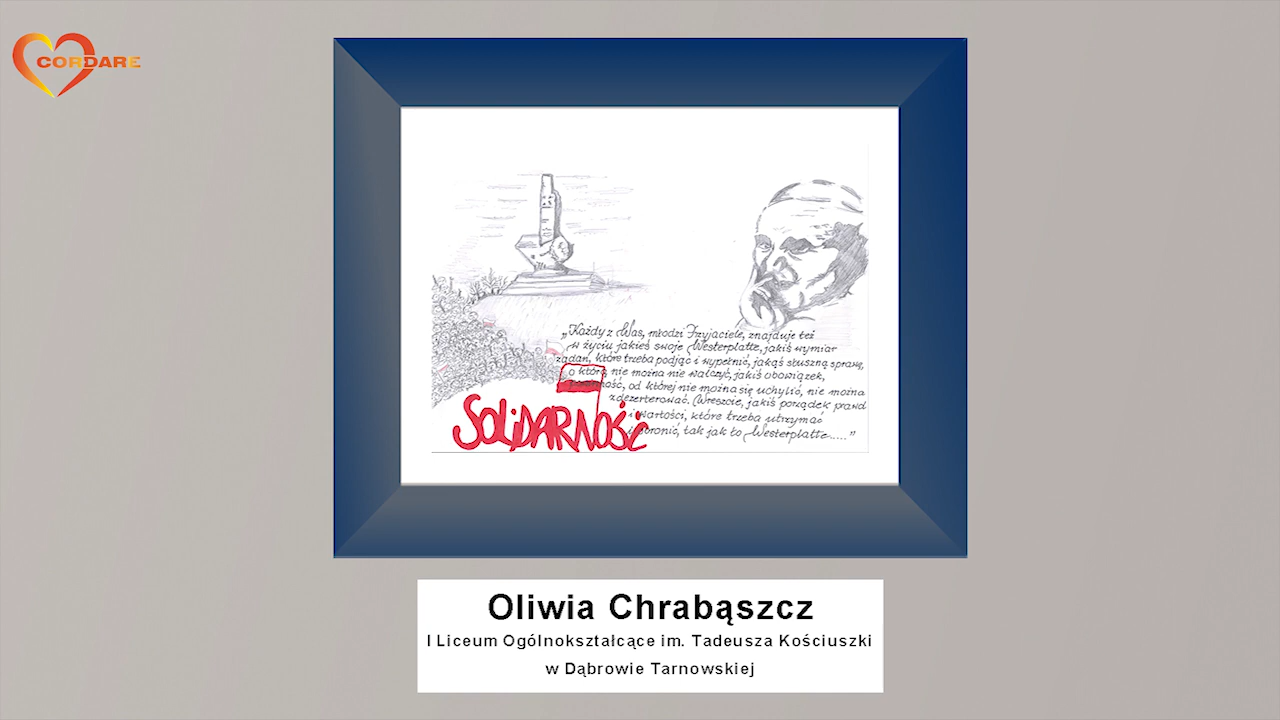 CORDARE
„Każdy z Was, młodzi Przyjaciele, znajduje też
w życiu jakieś swoje Westerplatte, jakiś wymiar
zadań, które trzeba podjąć i wypełnić, jakąś słuszną sprawę,
o którą nie można nie walczyć, jakiś obowiązek,
powinność, od której nie można się uchylić, nie można
zdezerterować. Wreszcie, jakiś porządek prawd
i wartości, które trzeba utrzymać
i obronić, tak jak to Westerplatte....."
SOLiDARNOŚĆ
Oliwia Chrabąszcz
I Liceum Ogólnokształcące im. Tadeusza Kościuszki
w Dąbrowie Tarnowskiej